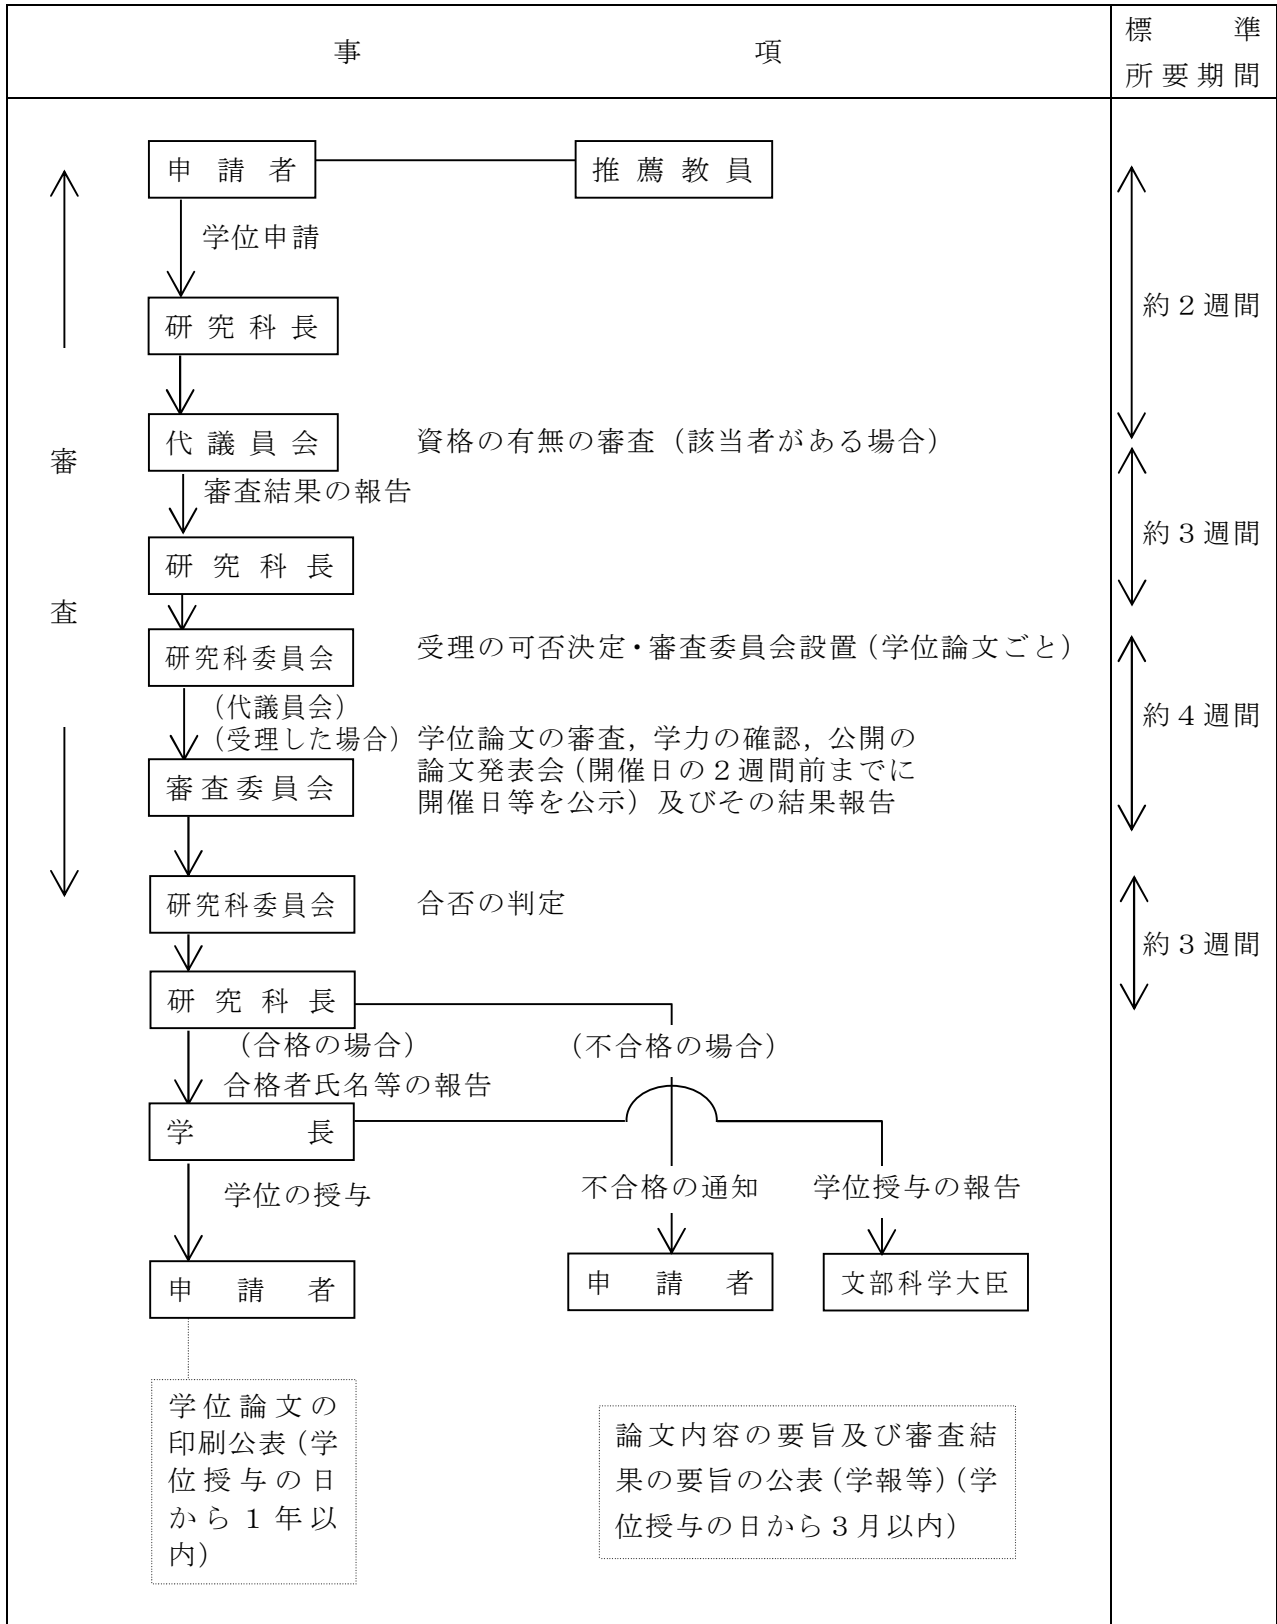 事項
標準
所要期間
申請者
推薦教員
学位申請
研究科長
約２週間
代議員会
資格の有無の審査（該当者がある場合）
審
審査結果の報告
約３週間
研究科長
査
研究科委員会
受理の可否決定・審査委員会設置（学位論文ごと）
（代議員会）
（受理した場合）
約４週間
学位論文の審査，学力の確認，公開の
論文発表会（開催日の２週間前までに
開催日等を公示）及びその結果報告
審査委員会
研究科委員会
合否の判定
約３週間
研究科長
（合格の場合）
（不合格の場合）
合格者氏名等の報告
学長
学位の授与
不合格の通知
学位授与の報告
申請者
申請者
文部科学大臣
学位論文の
印刷公表（学
位授与の日
から１年以
内）
論文内容の要旨及び審査結
果の要旨の公表（学報等）（学
位授与の日から３月以内）